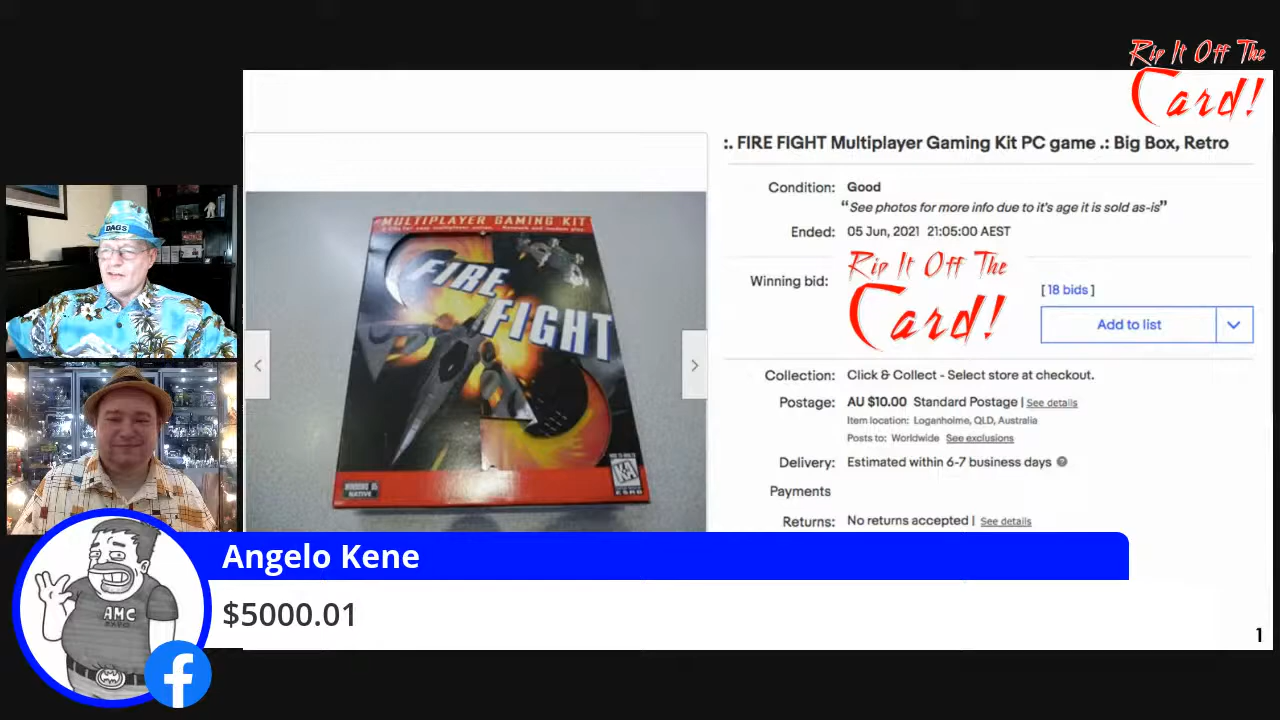 Rip It Off The
Card!
:. FIRE FIGHT Multiplayer Gaming Kit PC game .: Big Box, Retro
Condition: Good
“See photos for more info due to it's age it is sold as-is”
Ended: 05 Jun, 2021 21:05:00 AEST
Winning bid:
Rip It Off The
Card!
[ 18 bids ]
Add to list
Collection: Click & Collect - Select store at checkout.
Postage: AU $10.00 Standard Postage | See details
Item location: Loganholme, QLD, Australia
Posts to: Worldwide See exclusions
Delivery: Estimated within 6-7 business days
Payments
Returns: No returns accepted | See details
MULTIPLAYER GAMING KIT
FIRE
FIGHT
WINDOWS 95
NATIVE
KA
ESRB
DAGS
AMC
Angelo Kene
$5000.01
1